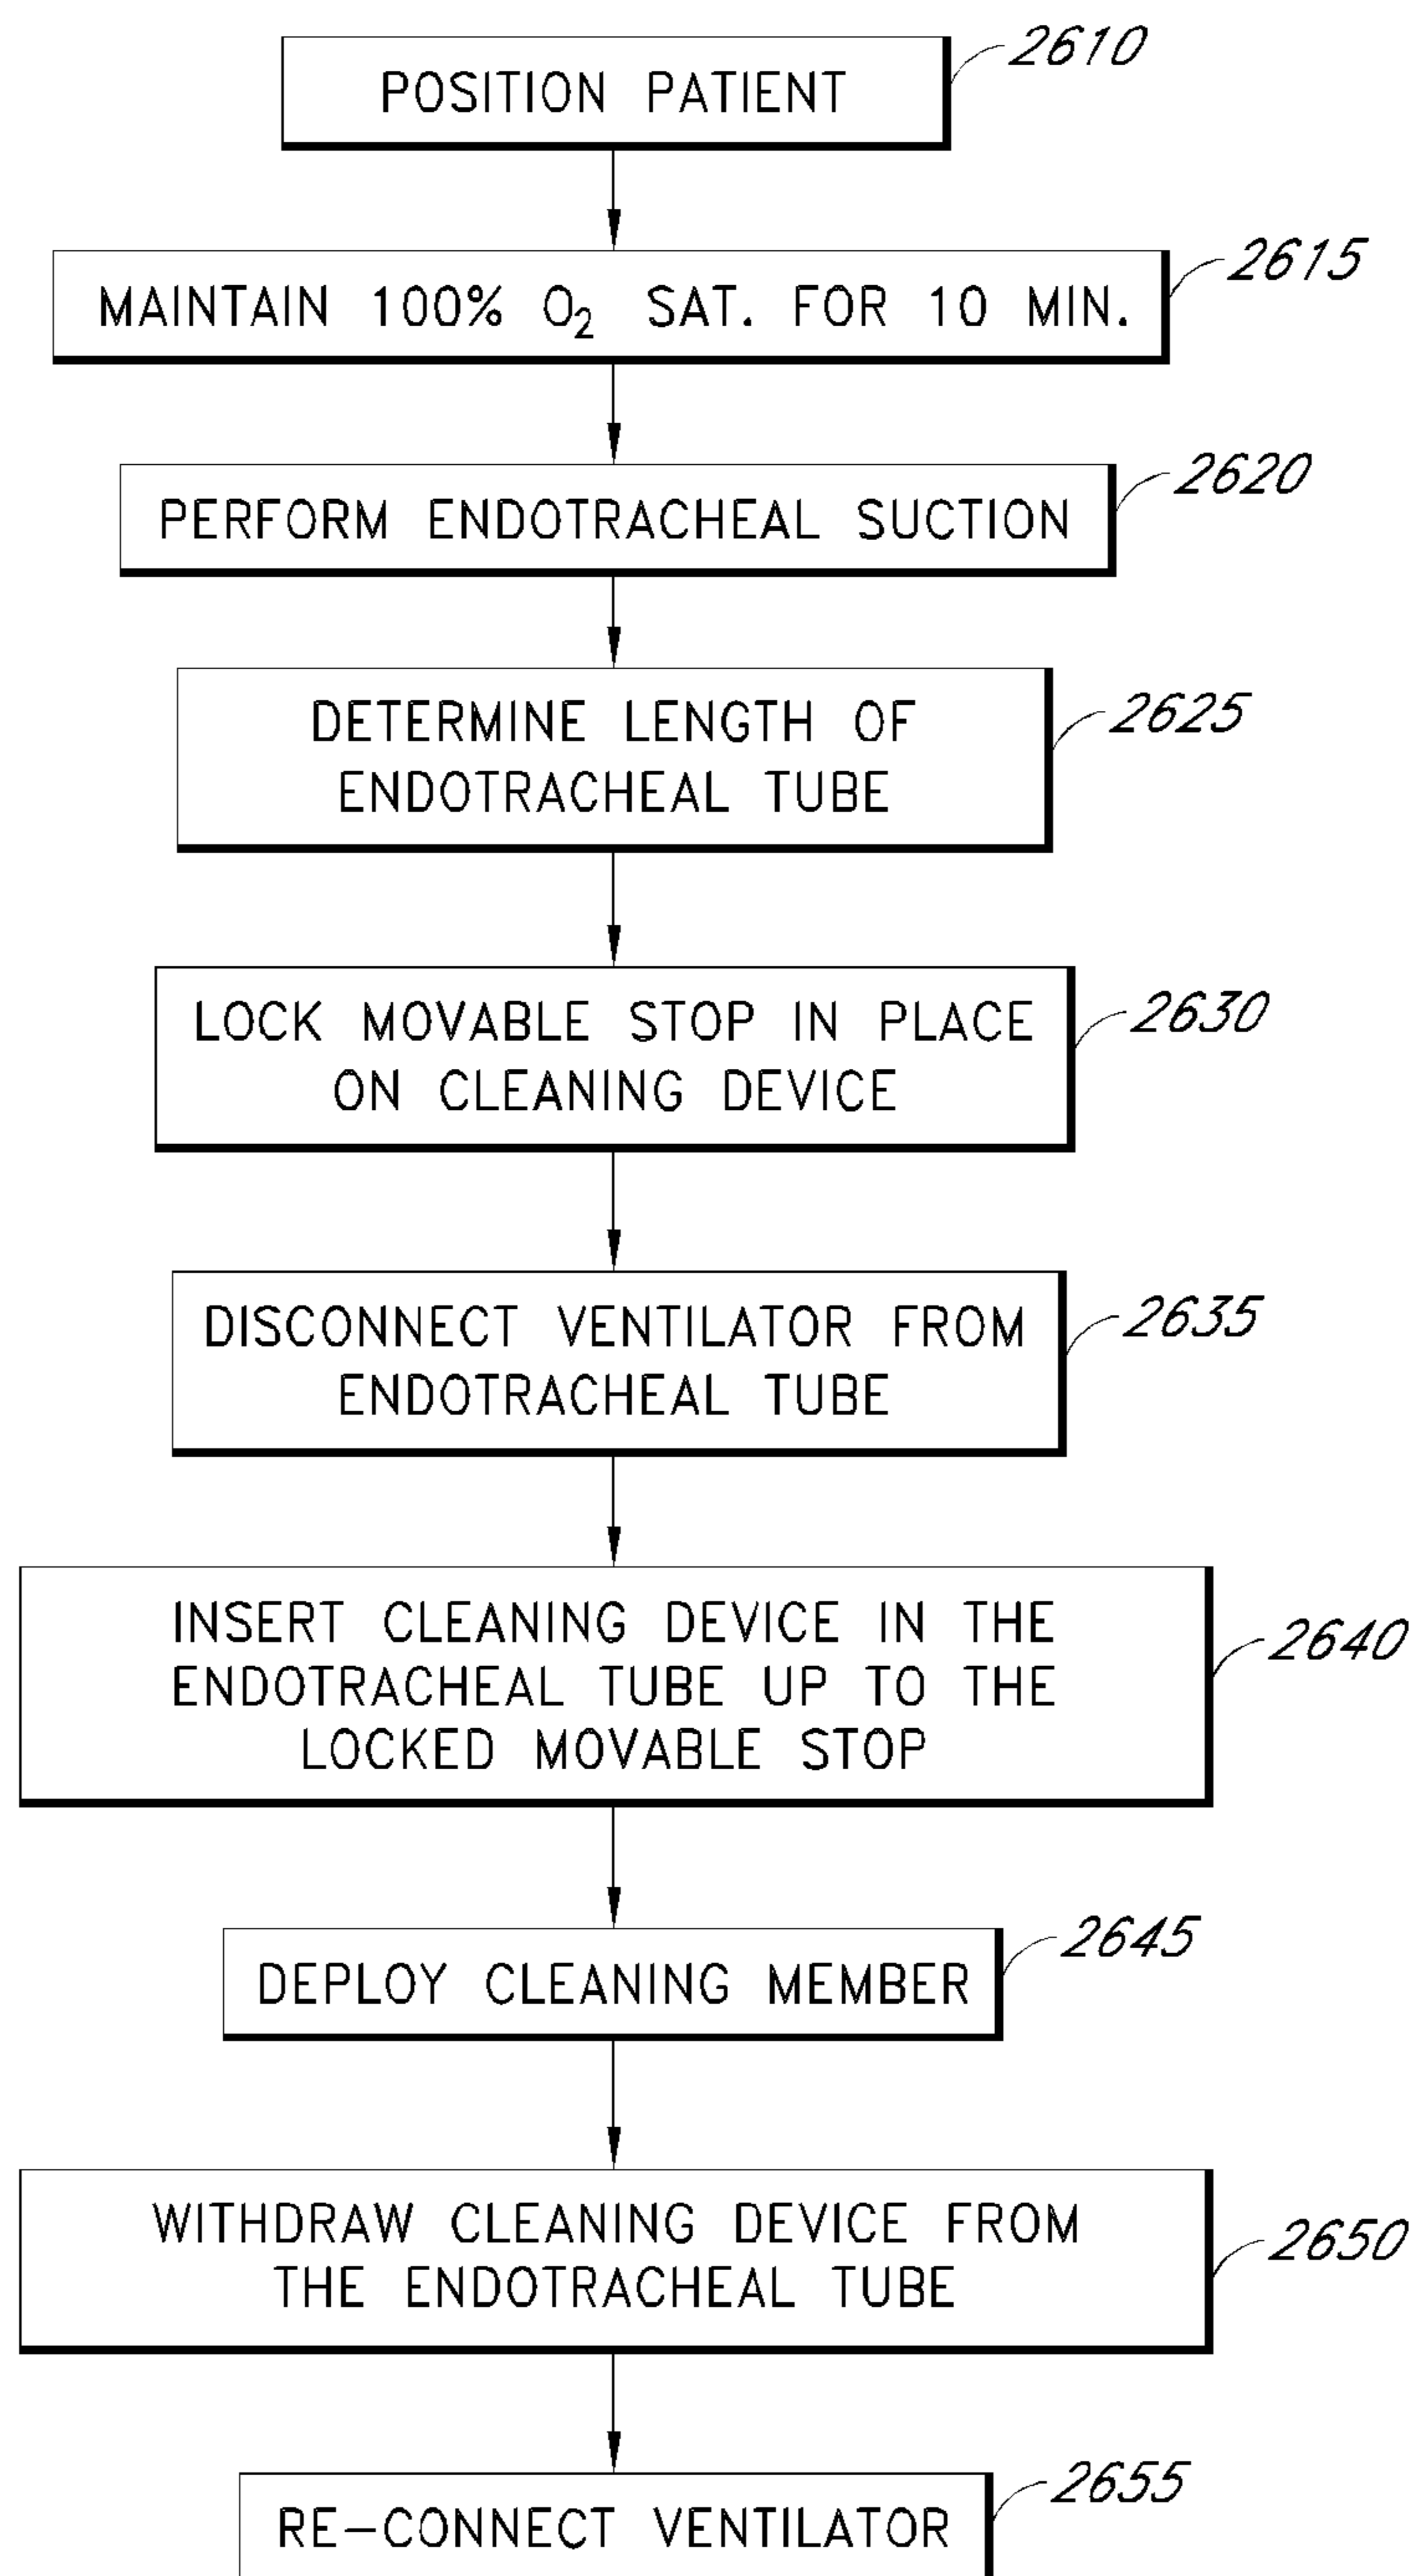 POSITION PATIENT
2610
MAINTAIN 100% O₂ SAT. FOR 10 MIN.
2615
PERFORM ENDOTRACHEAL SUCTION
2620
DETERMINE LENGTH OF
ENDOTRACHEAL TUBE
2625
LOCK MOVABLE STOP IN PLACE
ON CLEANING DEVICE
2630
DISCONNECT VENTILATOR FROM
ENDOTRACHEAL TUBE
2635
INSERT CLEANING DEVICE IN THE
ENDOTRACHEAL TUBE UP TO THE
LOCKED MOVABLE STOP
2640
DEPLOY CLEANING MEMBER
2645
WITHDRAW CLEANING DEVICE FROM
THE ENDOTRACHEAL TUBE
2650
RE-CONNECT VENTILATOR
2655